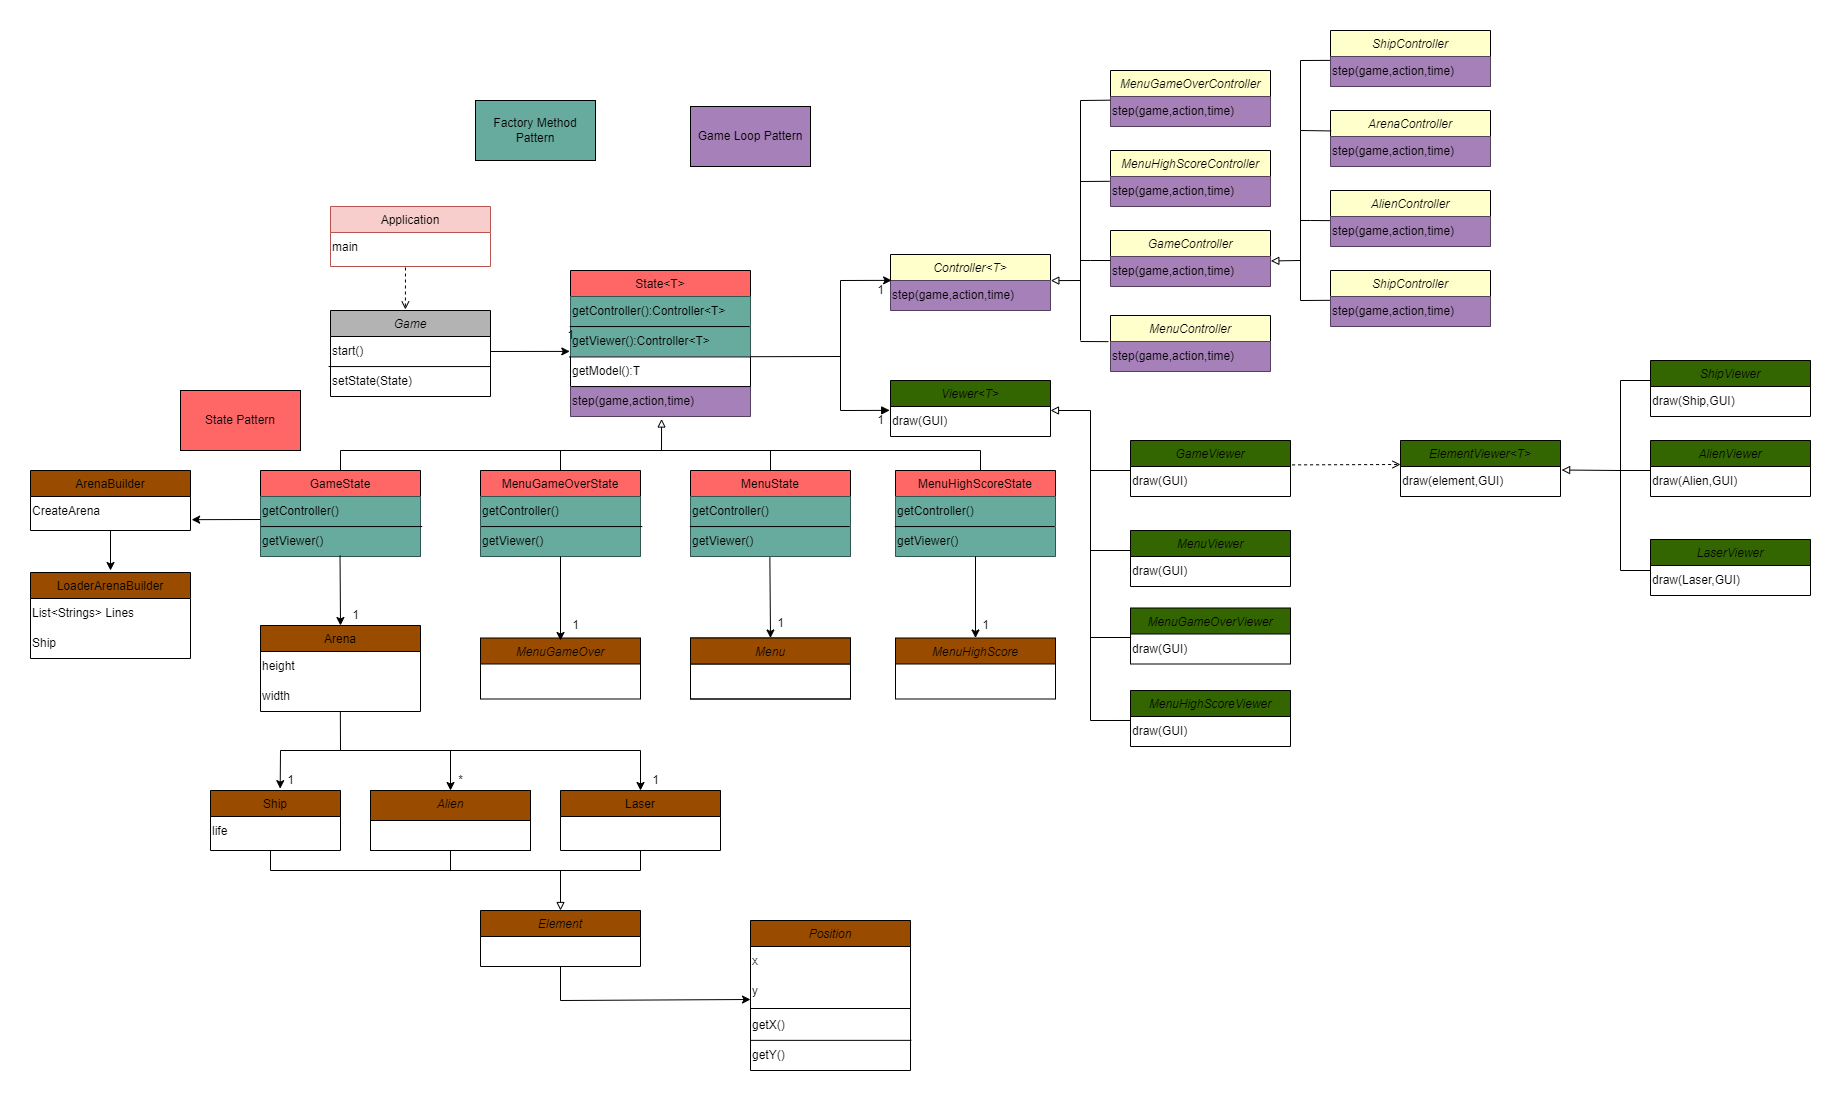 ShipController
step(game,action,time)
MenuGameOverController
step(game,action,time)
Factory Method
Pattern
Game Loop Pattern
ArenaController
step(game,action,time)
MenuHighScoreController
step(game,action,time)
AlienController
step(game,action,time)
Application
main
GameController
step(game,action,time)
Controller<T>
1
step(game,action,time)
ShipController
step(game,action,time)
State<T>
getController():Controller<T>
1
getViewer():Controller<T>
getModel():T
step(game,action,time)
Game
start()
setState(State)
MenuController
step(game,action,time)
State Pattern
Viewer<T>
1
draw(GUI)
ShipViewer
draw(Ship,GUI)
GameViewer
draw(GUI)
ElementViewer<T>
draw(element,GUI)
AlienViewer
draw(Alien,GUI)
ArenaBuilder
CreateArena
GameState
getController()
getViewer()
MenuGameOverState
getController()
getViewer()
MenuState
getController()
getViewer()
MenuHighScoreState
getController()
getViewer()
MenuViewer
draw(GUI)
LaserViewer
draw(Laser,GUI)
LoaderArenaBuilder
List<Strings> Lines
Ship
1
Arena
height
width
1
MenuGameOver
1
Menu
1
MenuHighScore
MenuGameOverViewer
draw(GUI)
MenuHighScoreViewer
draw(GUI)
1
Ship
life
*
Alien
1
Laser
Element
Position
x
y
getX()
getY()